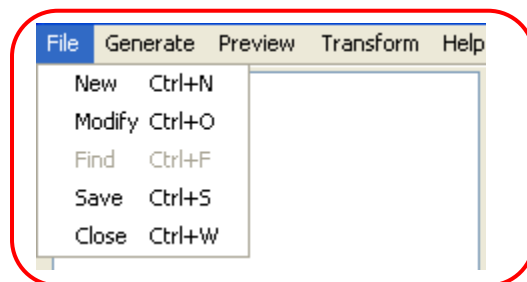 File Generate Preview Transform Help
New Ctrl+N
Modify Ctrl+O
Find Ctrl+F
Save Ctrl+S
Close Ctrl+W